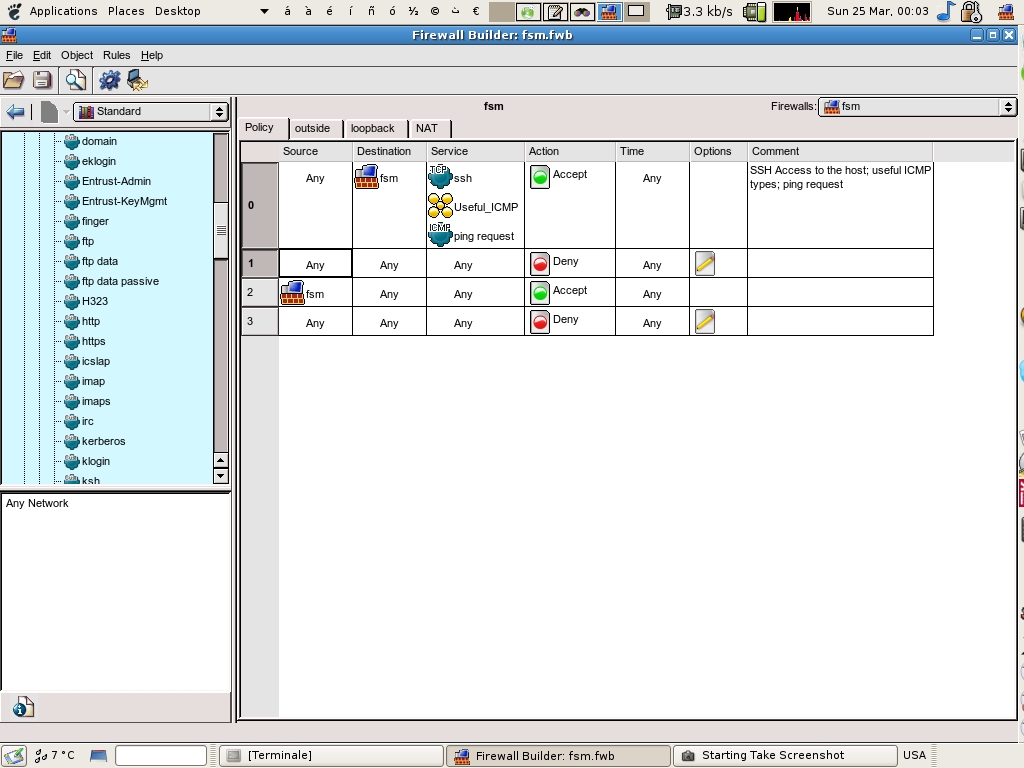 Applications Places Desktop á à é í ñ ó ½ © ت € 3.3 kb/s Sun 25 Mar, 00:03
Firewall Builder: fsm.fwb
File Edit Object Rules Help
Standard
fsm
Firewalls: fsm
domain
eklogin
Entrust-Admin
Entrust-KeyMgmt
finger
ftp
ftp data
ftp data passive
H323
http
https
icslap
imap
imaps
irc
kerberos
klogin
ksh
Any Network
Policy outside loopback NAT
Source Destination Service Action Time Options Comment
0 Any fsm TCP ssh Accept Any SSH Access to the host; useful ICMP
types; ping request
Useful_ICMP
ICMP ping request
1 Any Any Any Deny Any
2 fsm Any Any Accept Any
3 Any Any Any Deny Any
7 °C [Terminale] Firewall Builder: fsm.fwb Starting Take Screenshot USA